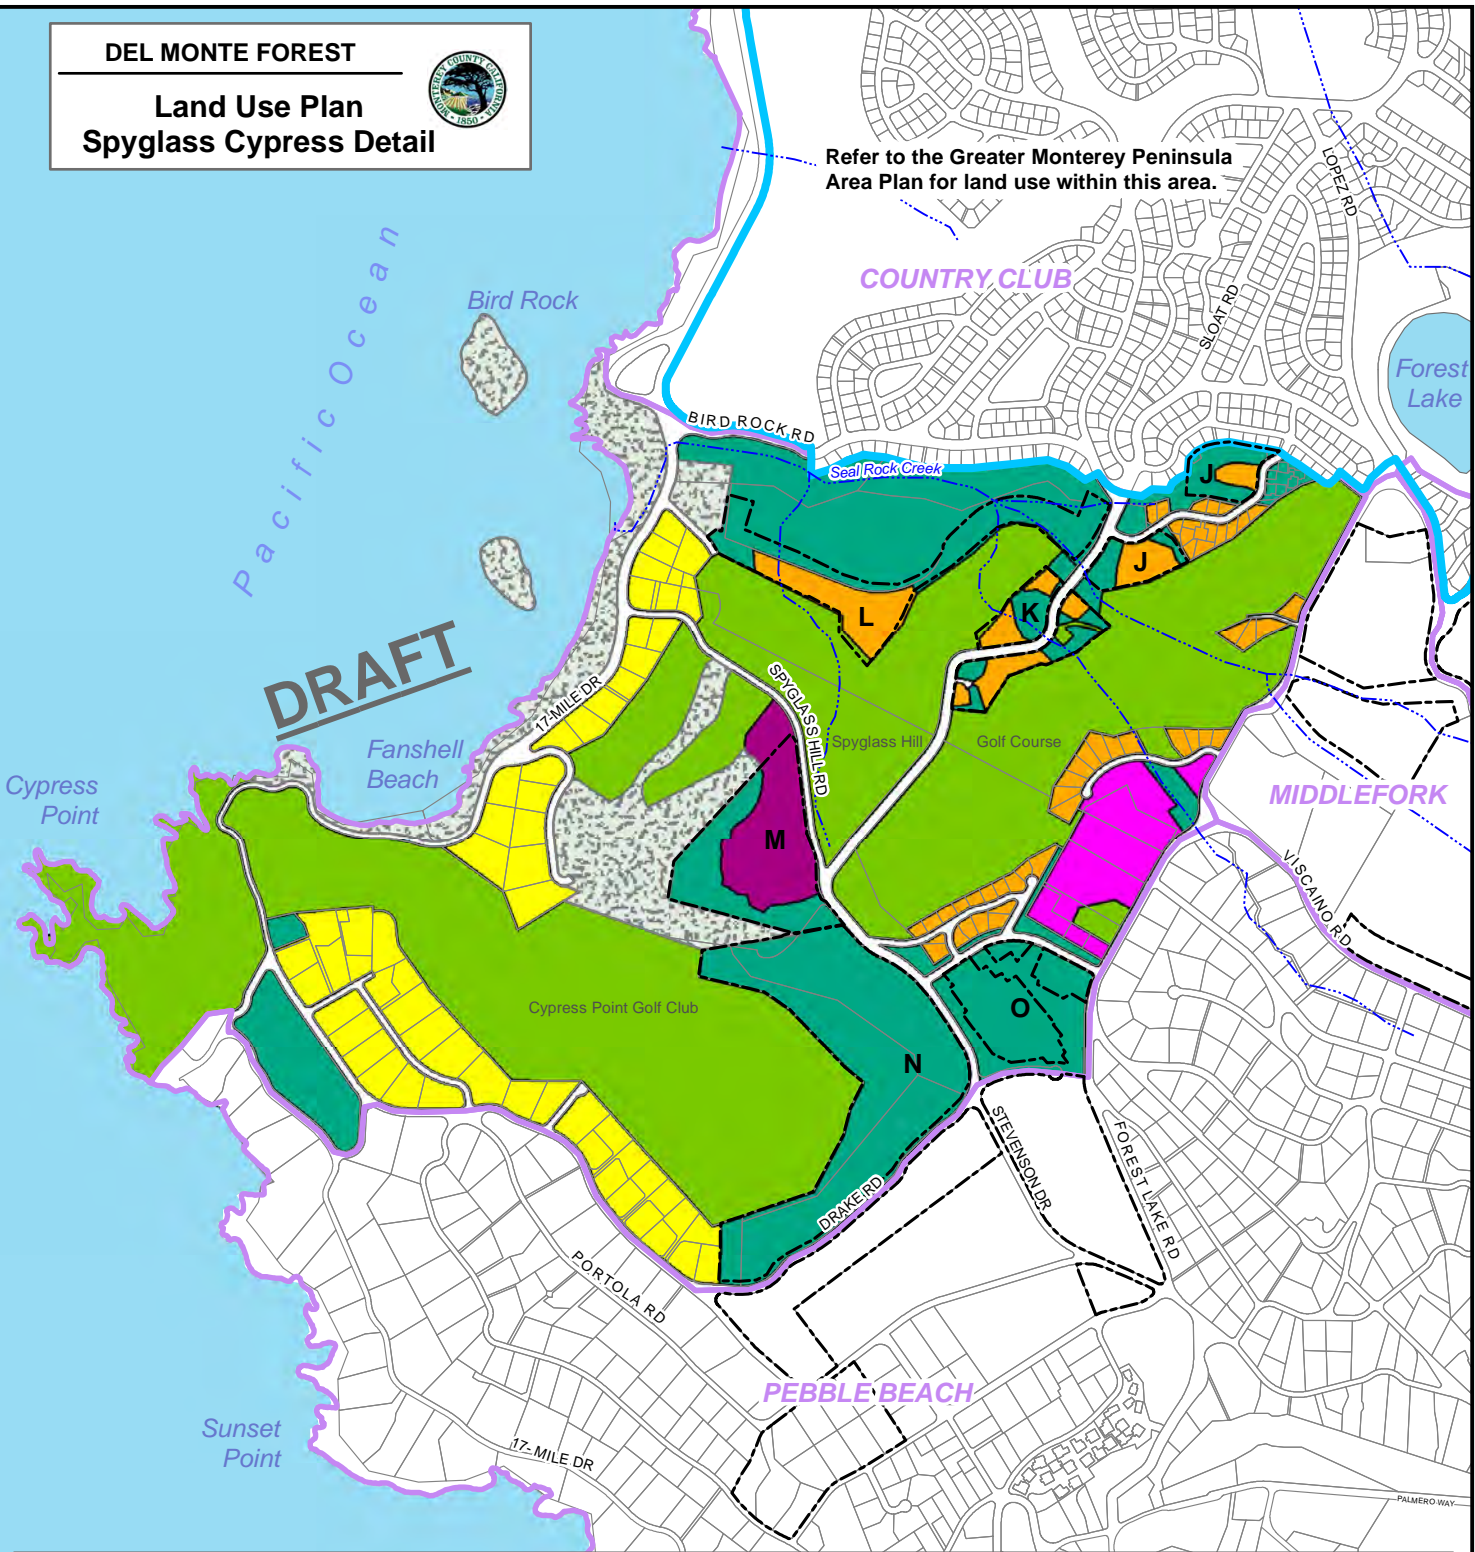 DEL MONTE FOREST
Land Use Plan
Spyglass Cypress Detail
MONTEREY COUNTY CALIFORNIA
1850
Refer to the Greater Monterey Peninsula
Area Plan for land use within this area.
LOPEZ RD
Pacific Ocean
COUNTRY CLUB
Bird Rock
SLOAT RD
Forest
Lake
BIRD ROCK RD
Seal Rock Creek
J
J
L
K
DRAFT
17-MILE DR
SPYGLASS HILL RD
Fanshell
Beach
Spyglass Hill
Golf Course
Cypress
Point
MIDDLEFORK
M
VISCAINO RD
Cypress Point Golf Club
O
N
STEVENSON DR
FOREST LAKE RD
DRAKE RD
PORTOLA RD
PEBBLE BEACH
Sunset
Point
17-MILE DR
PALMERO WAY